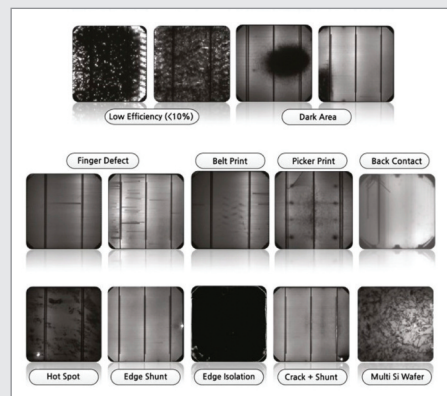 Low Efficiency (<10%)
Dark Area
Finger Defect
Belt Print
Picker Print
Back Contact
Hot Spot
Edge Shunt
Edge Isolation
Crack + Shunt
Multi Si Wafer